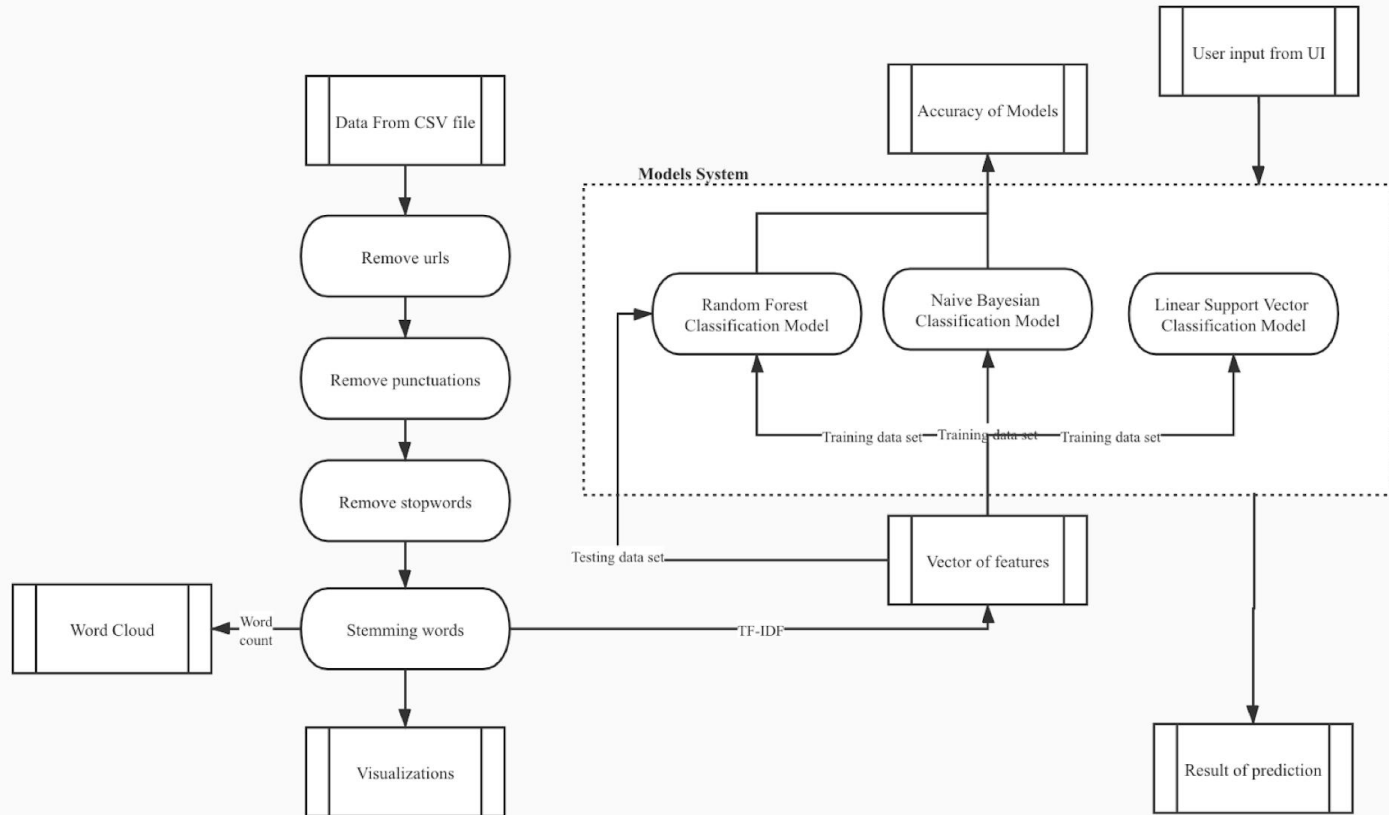 User input from UI
Accuracy of Models
Data From CSV file
Models System
Remove urls
Random Forest
Classification Model
Naive Bayesian
Classification Model
Linear Support Vector
Classification Model
Remove punctuations
Training data set
Training data set
Training data set
Remove stopwords
Testing data set
Vector of features
Word Cloud
Word
count
Stemming words
TF-IDF
Visualizations
Result of prediction